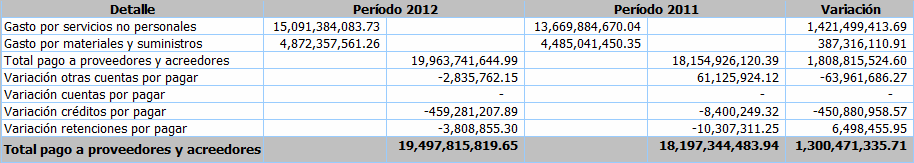 Detalle Período 2012 Período 2011 Variación
Gasto por servicios no personales 15,091,384,083.73 13,669,884,670.04 1,421,499,413.69
Gasto por materiales y suministros 4,872,357,561.26 4,485,041,450.35 387,316,110.91
Total pago a proveedores y acreedores 19,963,741,644.99 18,154,926,120.39 1,808,815,524.60
Variación otras cuentas por pagar -2,835,762.15 61,125,924.12 -63,961,686.27
Variación cuentas por pagar - - -
Variación créditos por pagar -459,281,207.89 -8,400,249.32 -450,880,958.57
Variación retenciones por pagar -3,808,855.30 -10,307,311.25 6,498,455.95
Total pago a proveedores y acreedores 19,497,815,819.65 18,197,344,483.94 1,300,471,335.71